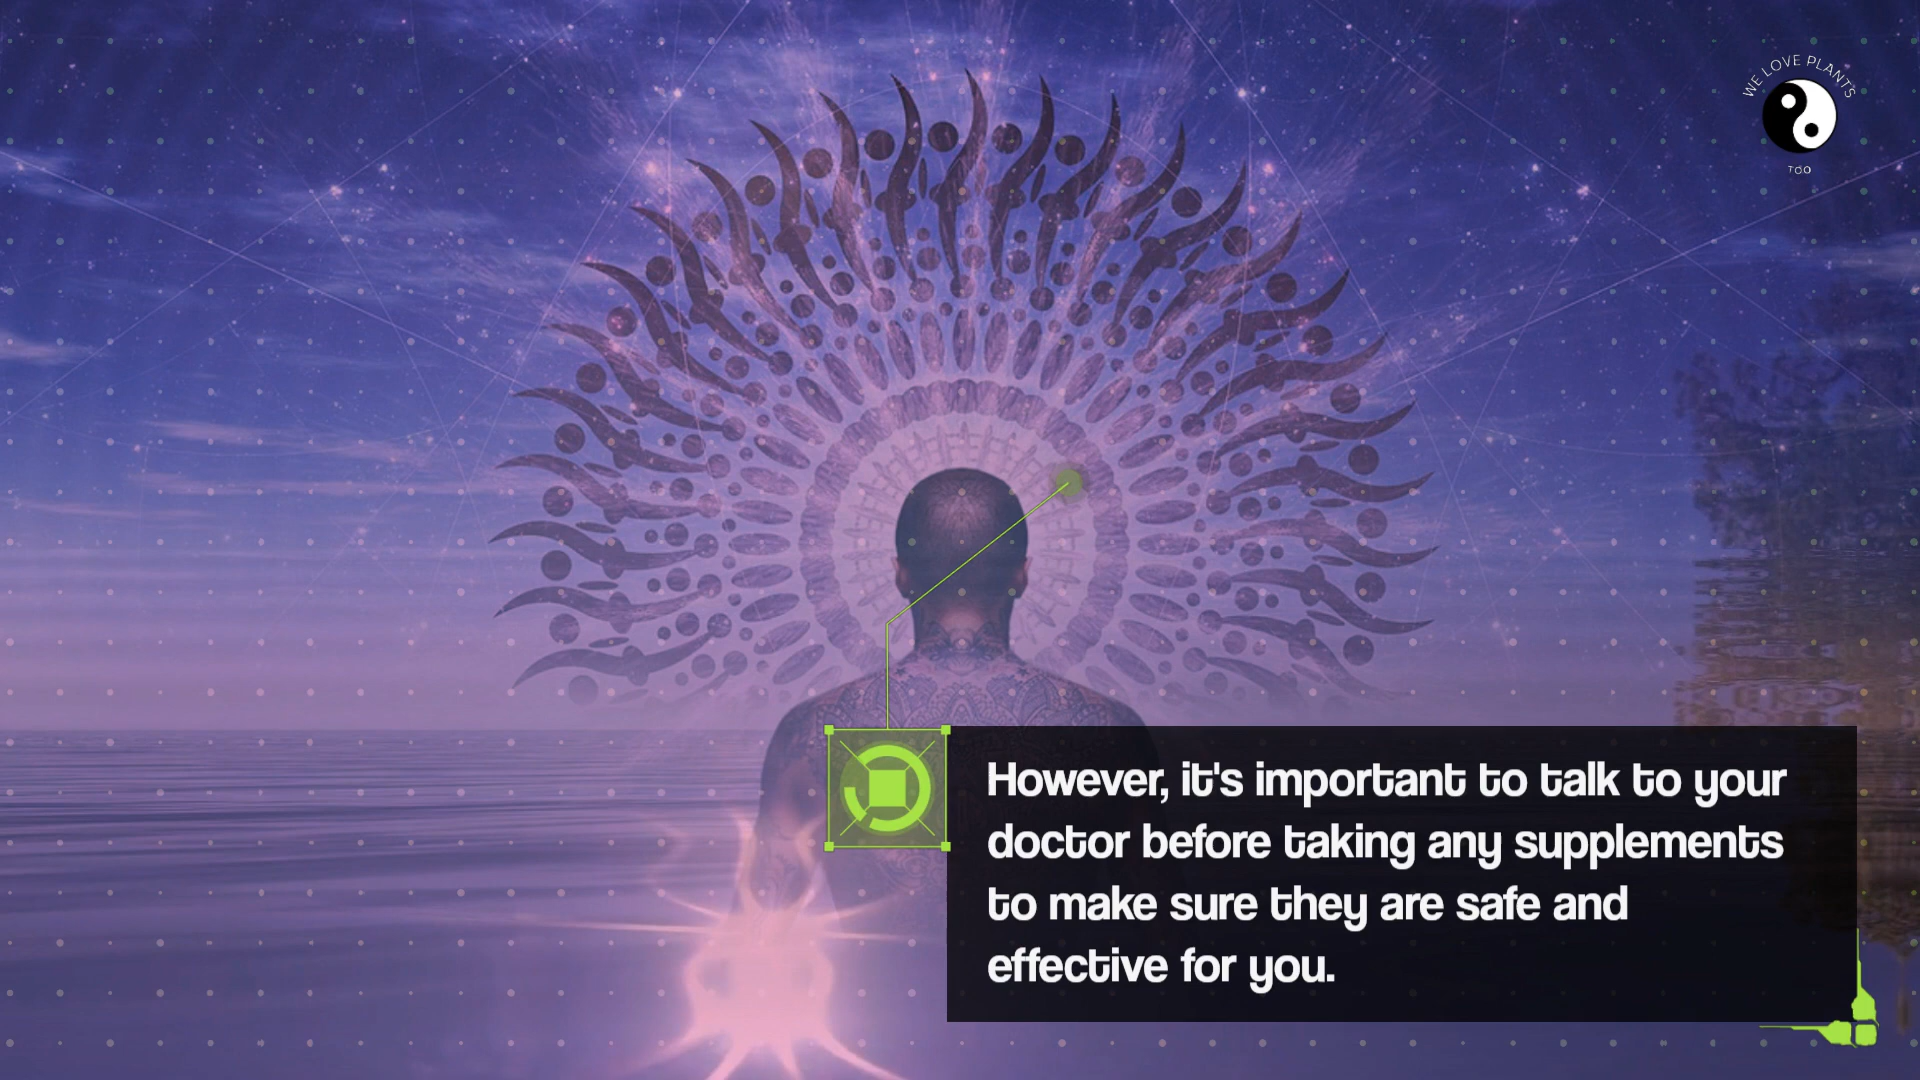 WE LOVE PLANTS
TOO
However, it's important to talk to your
doctor before taking any supplements
to make sure they are safe and
effective for you.